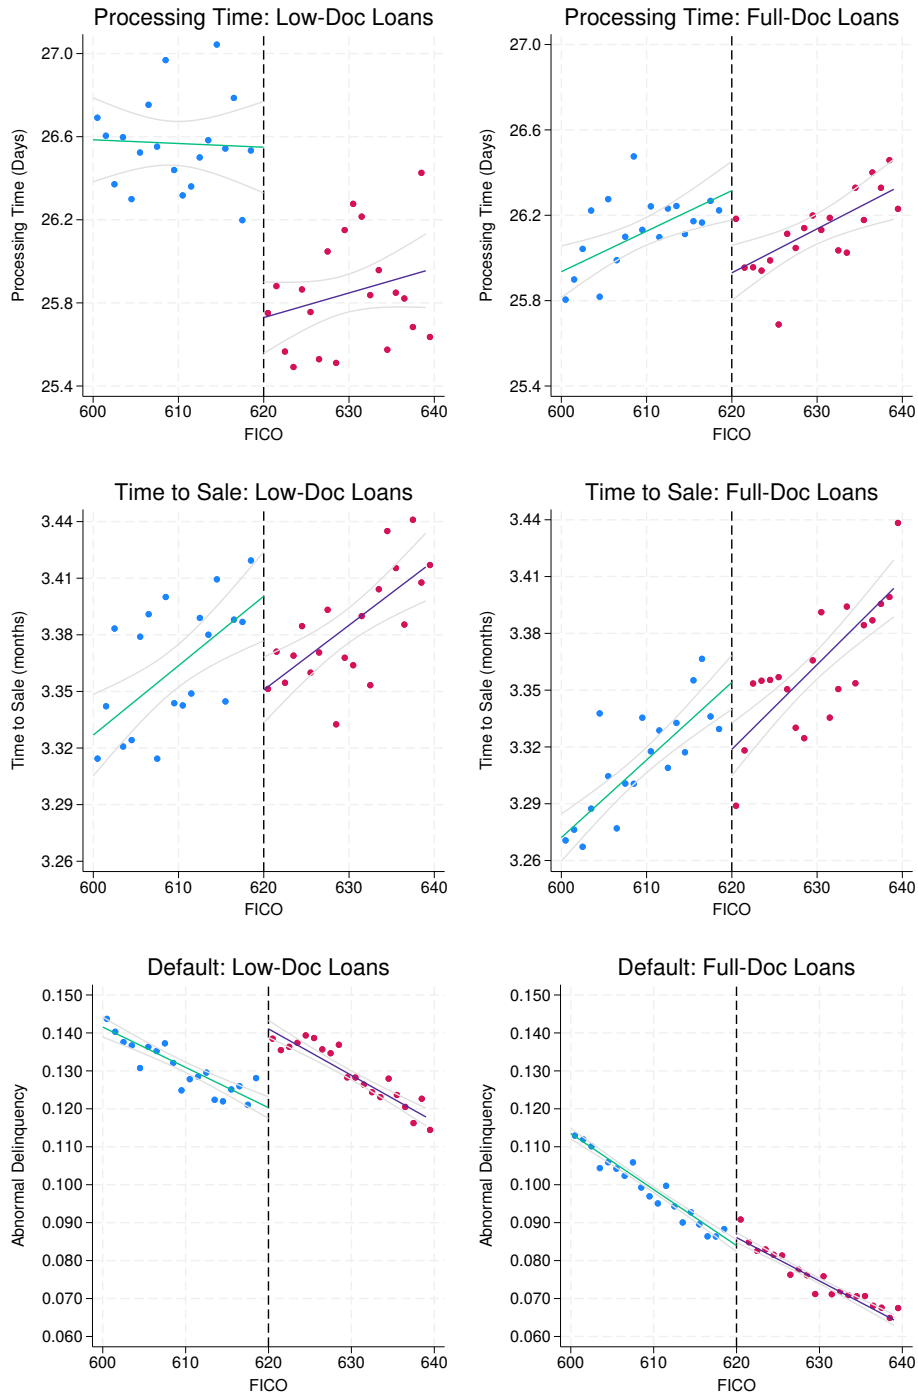 Processing Time: Low-Doc Loans
Processing Time (Days)
27.0
26.6
26.2
25.8
25.4
600 610 620 630 640
FICO
Processing Time: Full-Doc Loans
Processing Time (Days)
27.0
26.6
26.2
25.8
25.4
600 610 620 630 640
FICO
Time to Sale: Low-Doc Loans
Time to Sale (months)
3.44
3.41
3.38
3.35
3.32
3.29
3.26
600 610 620 630 640
FICO
Time to Sale: Full-Doc Loans
Time to Sale (months)
3.44
3.41
3.38
3.35
3.32
3.29
3.26
600 610 620 630 640
FICO
Default: Low-Doc Loans
Abnormal Delinquency
0.150
0.140
0.130
0.120
0.110
0.100
0.090
0.080
0.070
0.060
600 610 620 630 640
FICO
Default: Full-Doc Loans
Abnormal Delinquency
0.150
0.140
0.130
0.120
0.110
0.100
0.090
0.080
0.070
0.060
600 610 620 630 640
FICO